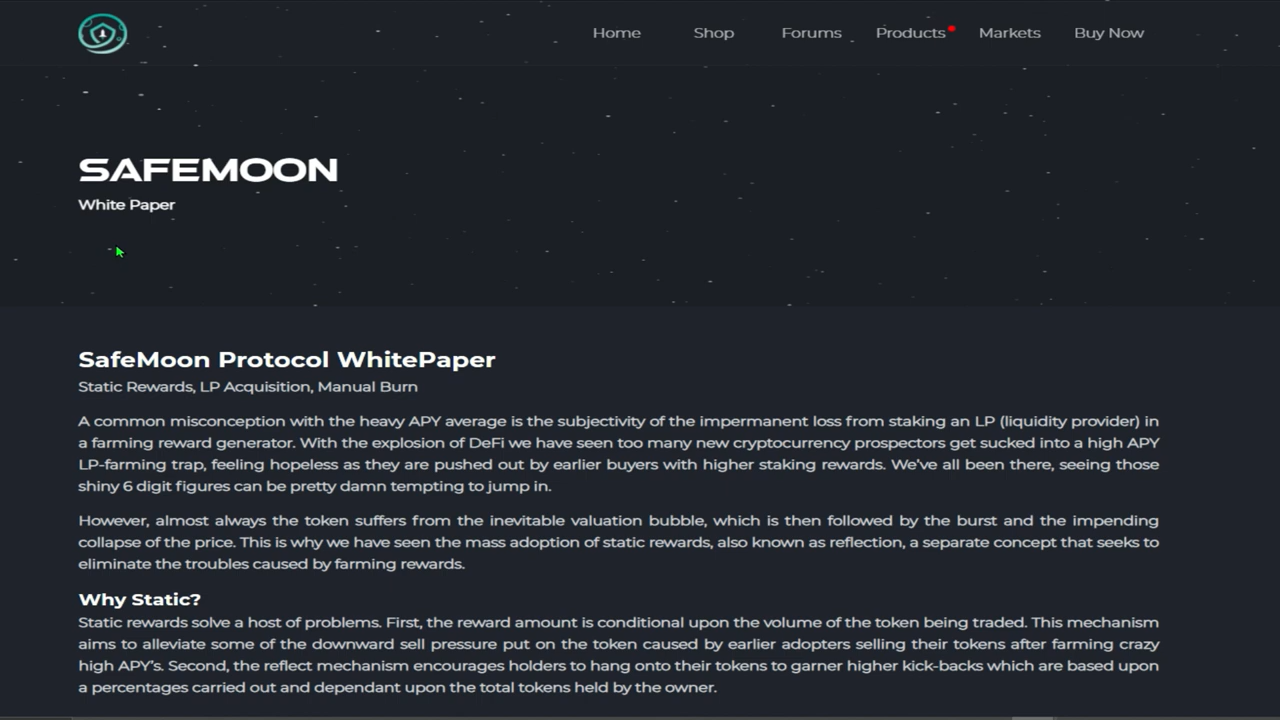 Home Shop Forums Products Markets Buy Now
SAFEMOON
White Paper
SafeMoon Protocol WhitePaper
Static Rewards, LP Acquisition, Manual Burn
A common misconception with the heavy APY average is the subjectivity of the impermanent loss from staking an LP (liquidity provider) in
a farming reward generator. With the explosion of DeFi we have seen too many new cryptocurrency prospectors get sucked into a high APY
LP-farming trap, feeling hopeless as they are pushed out by earlier buyers with higher staking rewards. We've all been there, seeing those
shiny 6 digit figures can be pretty damn tempting to jump in.
However, almost always the token suffers from the inevitable valuation bubble, which is then followed by the burst and the impending
collapse of the price. This is why we have seen the mass adoption of static rewards, also known as reflection, a separate concept that seeks to
eliminate the troubles caused by farming rewards.
Why Static?
Static rewards solve a host of problems. First, the reward amount is conditional upon the volume of the token being traded. This mechanism
aims to alleviate some of the downward sell pressure put on the token caused by earlier adopters selling their tokens after farming crazy
high APY's. Second, the reflect mechanism encourages holders to hang onto their tokens to garner higher kick-backs which are based upon
a percentages carried out and dependant upon the total tokens held by the owner.